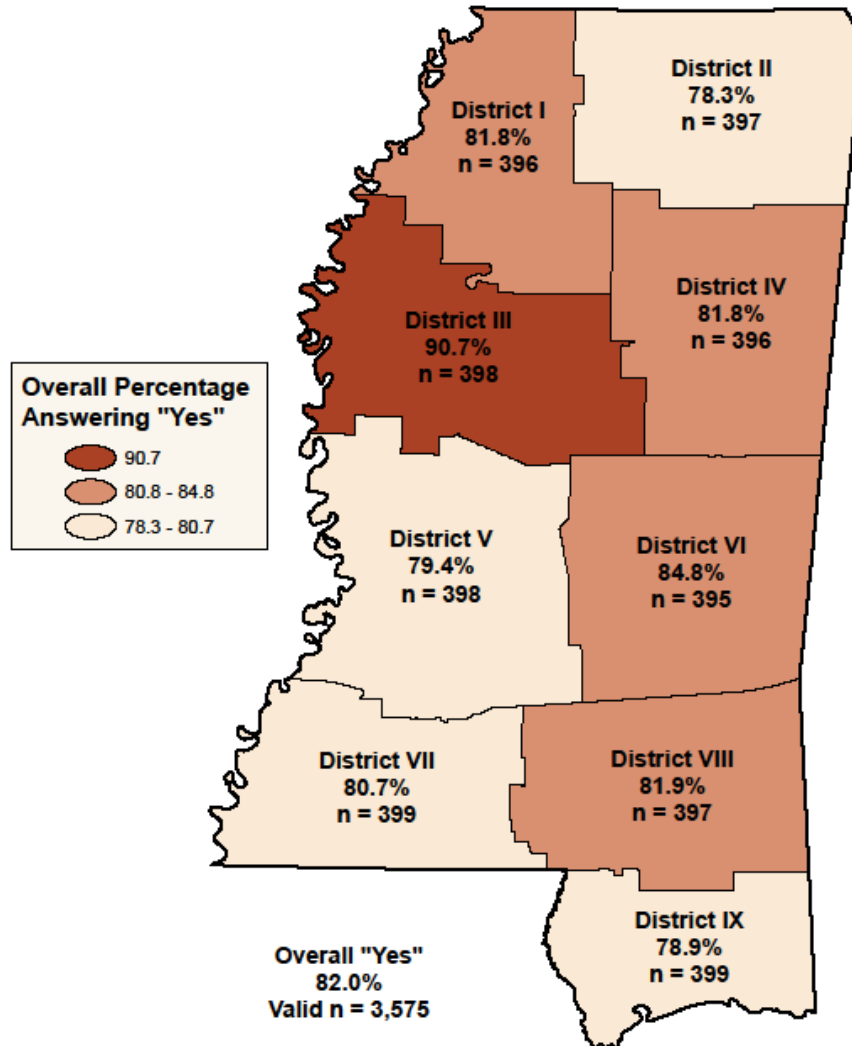 District I
81.8%
n = 396
District II
78.3%
n = 397
District III
90.7%
n = 398
District IV
81.8%
n = 396
Overall Percentage
Answering "Yes"
90.7
80.8 - 84.8
78.3 - 80.7
District V
79.4%
n = 398
District VI
84.8%
n = 395
District VII
80.7%
n = 399
District VIII
81.9%
n = 397
District IX
78.9%
n = 399
Overall "Yes"
82.0%
Valid n = 3,575